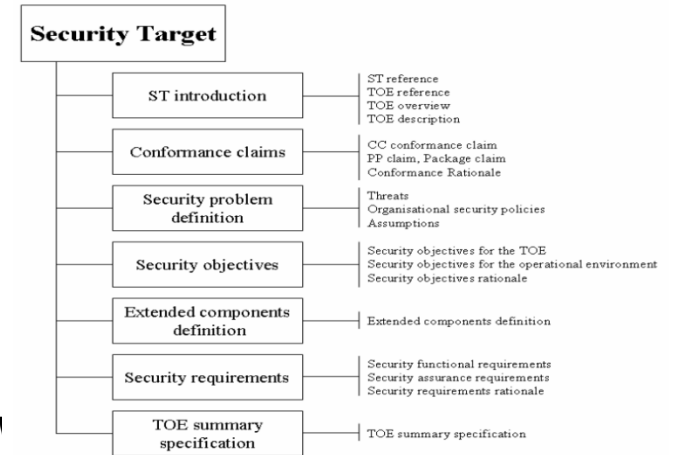 Security Target
ST introduction
ST reference
TOE reference
TOE overview
TOE description
Conformance claims
CC conformance claim
PP claim, Package claim
Conformance Rationale
Security problem
definition
Threats
Organisational security policies
Assumptions
Security objectives
Security objectives for the TOE
Security objectives for the operational environment
Security objectives rationale
Extended components
definition
Extended components definition
Security requirements
Security functional requirements
Security assurance requirements
Security requirements rationale
TOE summary
specification
TOE summary specification